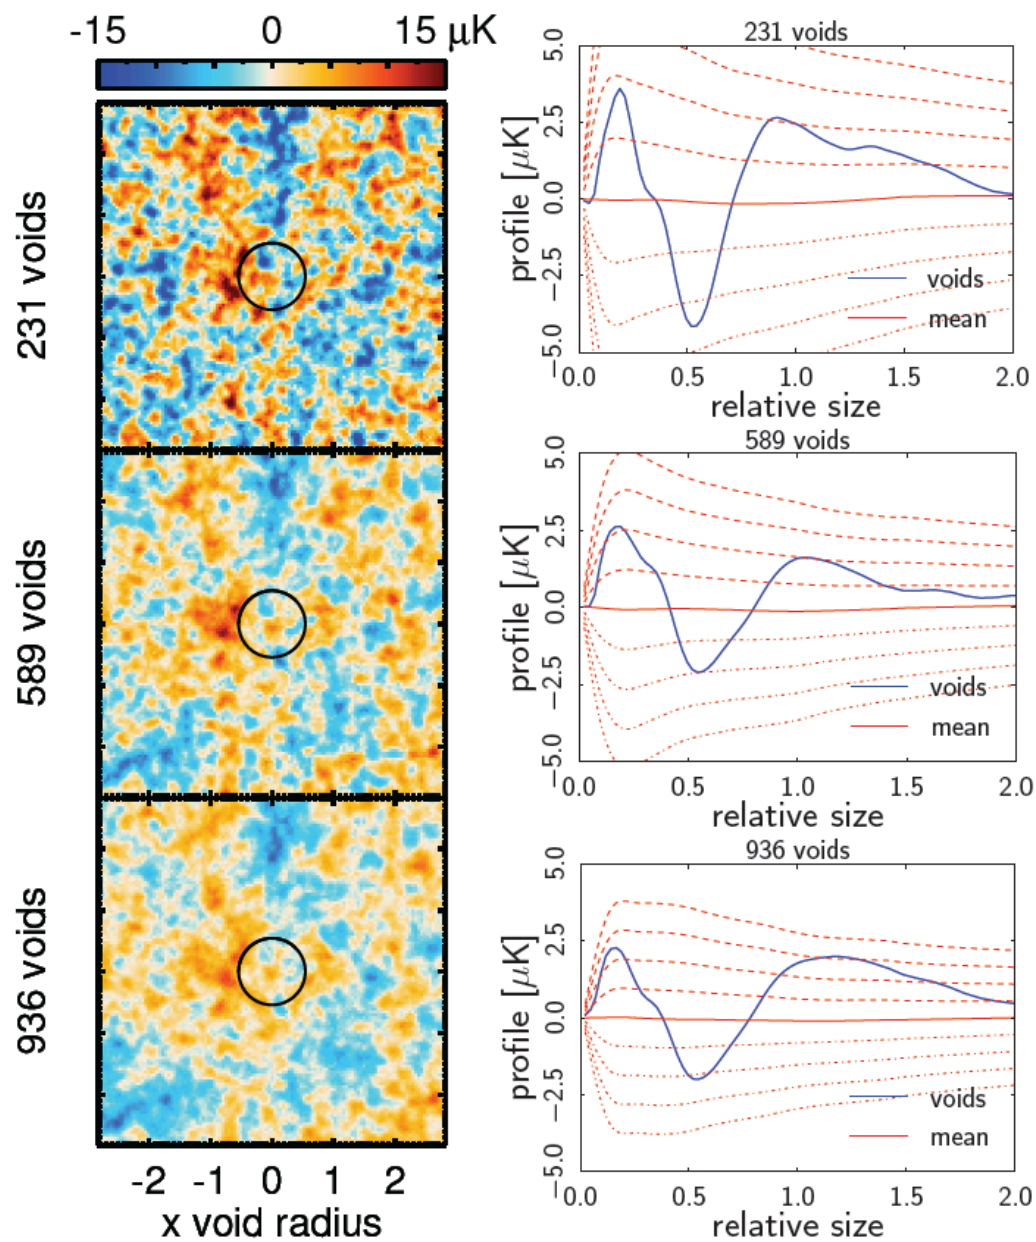 -15 0 15 μK
231 voids
589 voids
936 voids
-2 -1 0 1 2
x void radius
231 voids
profile [μK]
5.0
2.5
0.0
−2.5
−5.0
voids
mean
0.0 0.5 1.0 1.5 2.0
relative size
589 voids
profile [μK]
5.0
2.5
0.0
−2.5
−5.0
voids
mean
0.0 0.5 1.0 1.5 2.0
relative size
936 voids
profile [μK]
5.0
2.5
0.0
−2.5
−5.0
voids
mean
0.0 0.5 1.0 1.5 2.0
relative size